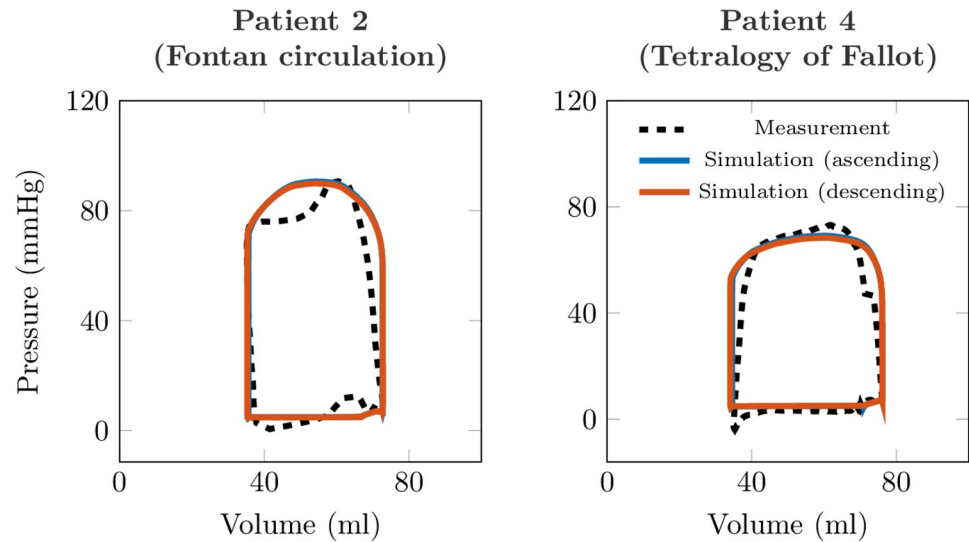 Patient 2
(Fontan circulation)
Patient 4
(Tetralogy of Fallot)
120
80
40
0
0
40
80
Pressure (mmHg)
Volume (ml)
120
80
40
0
0
40
80
Volume (ml)
Measurement
Simulation (ascending)
Simulation (descending)